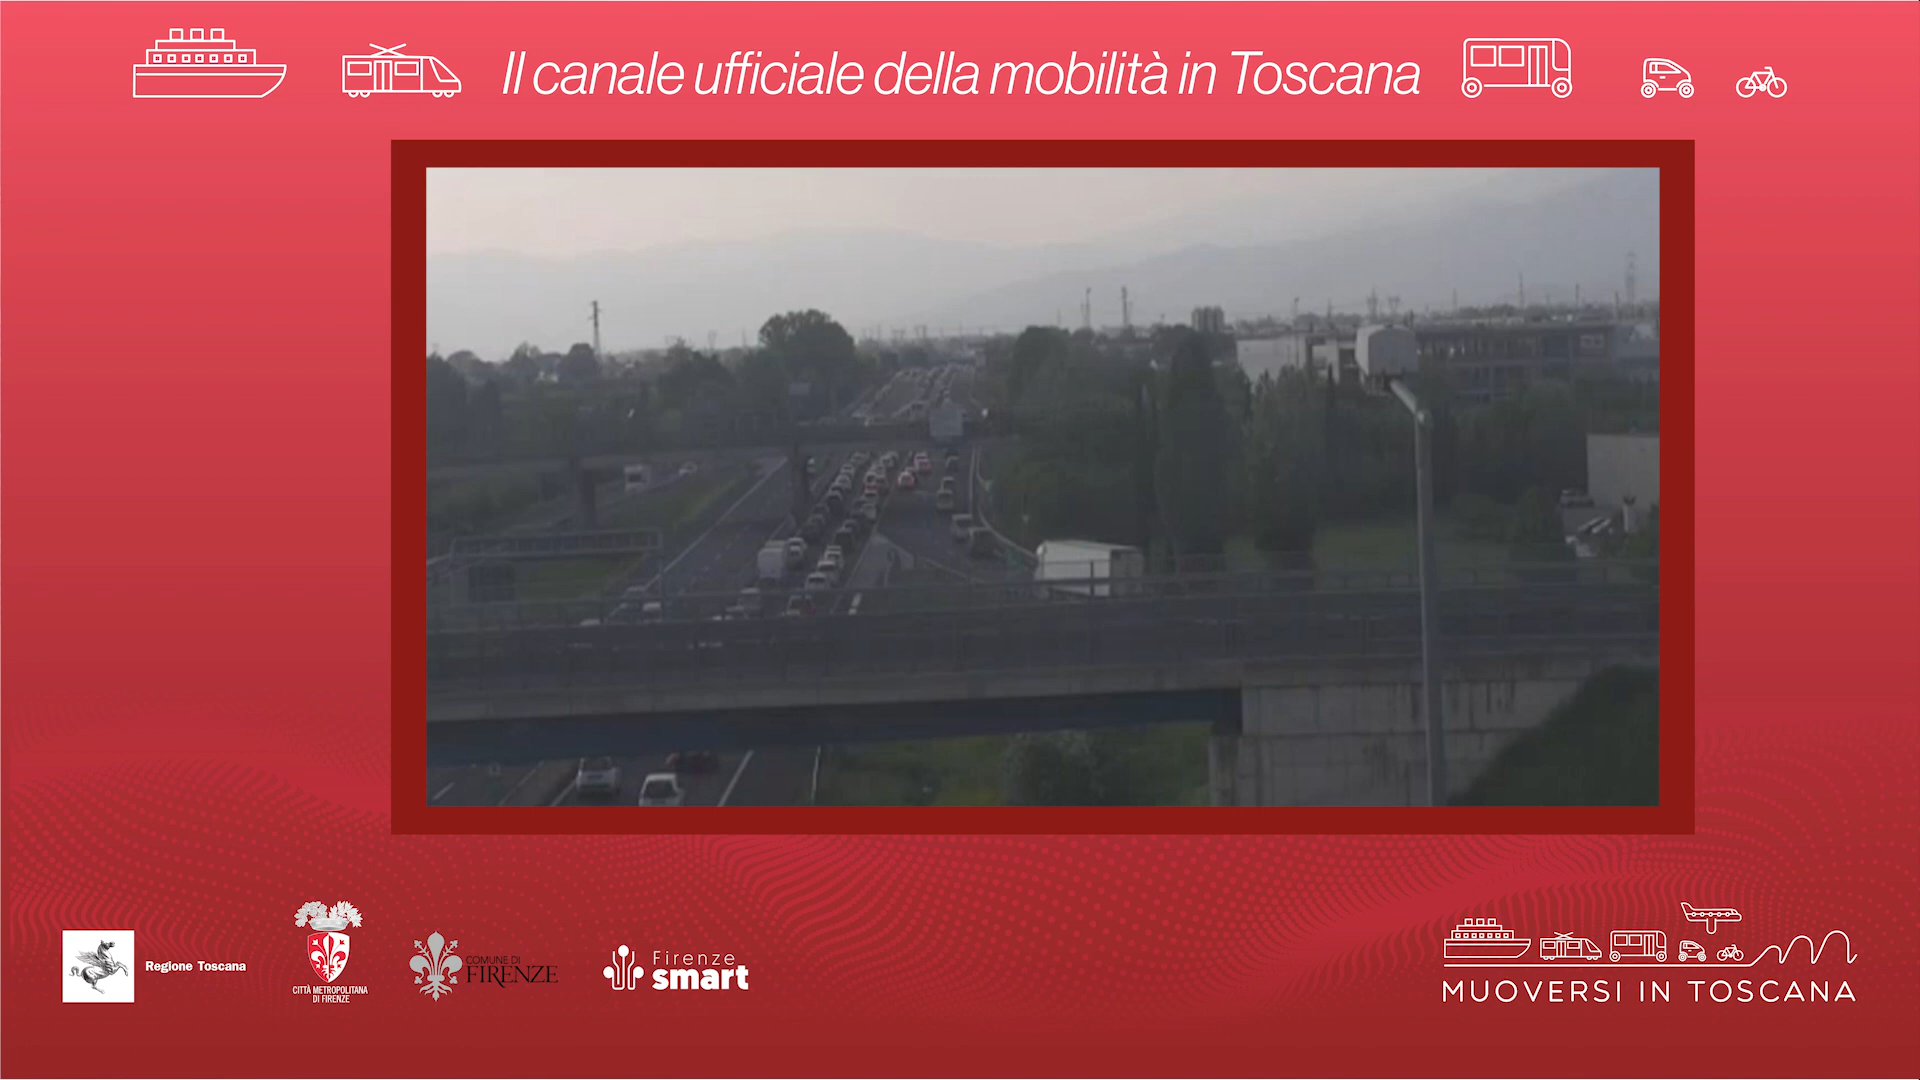 Il canale ufficiale della mobilità in Toscana
Regione Toscana
CITTÀ METROPOLITANA
DI FIRENZE
COMUNE DI
FIRENZE
Firenze
smart
MUOVERSI IN TOSCANA